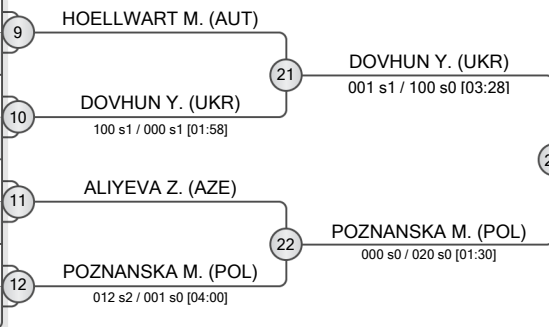 9
HOELLWART M. (AUT)
21
DOVHUN Y. (UKR)
001 s1 / 100 s0 [03:28]
10
DOVHUN Y. (UKR)
100 s1 / 000 s1 [01:58]
11
ALIYEVA Z. (AZE)
22
POZNANSKA M. (POL)
000 s0 / 020 s0 [01:30]
12
POZNANSKA M. (POL)
012 s2 / 001 s0 [04:00]